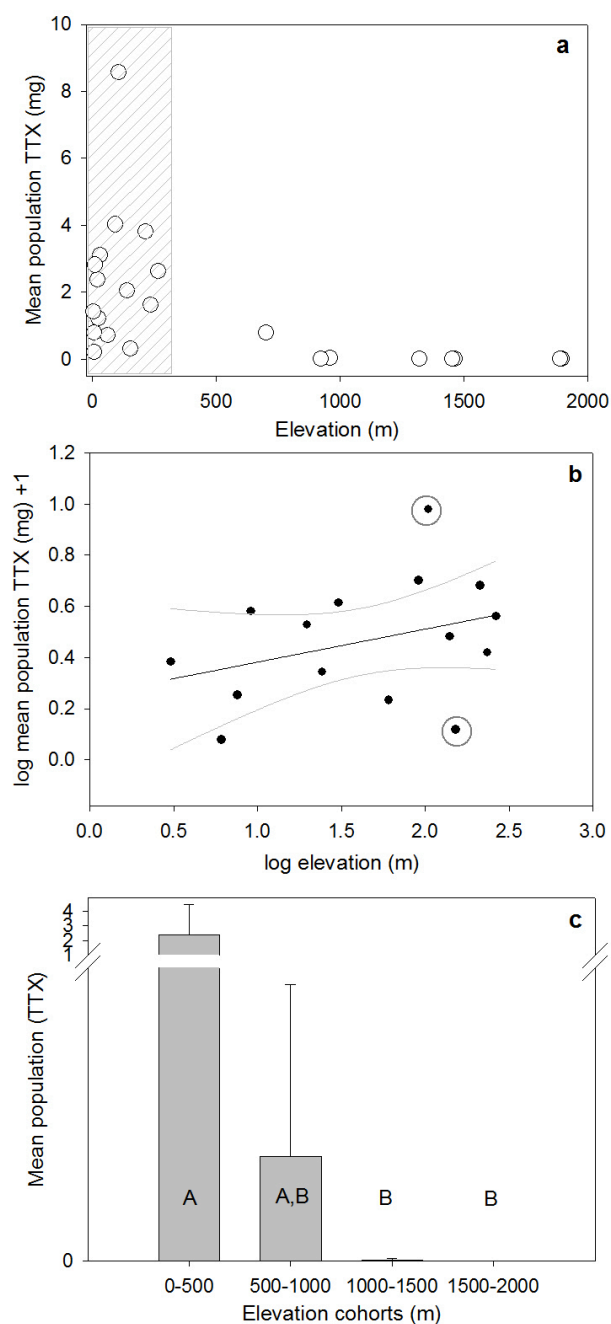 a
10
8
6
4
2
0
Mean population TTX (mg)
0 500 1000 1500 2000
Elevation (m)
b
1.2
1.0
0.8
0.6
0.4
0.2
0.0
log mean population TTX (mg) +1
0.0 0.5 1.0 1.5 2.0 2.5 3.0
log elevation (m)
c
4
3
2
1
0
Mean population (TTX)
A A,B B B
0-500 500-1000 1000-1500 1500-2000
Elevation cohorts (m)